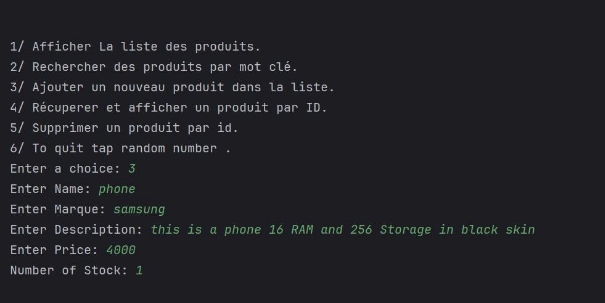 1/ Afficher La liste des produits.
2/ Rechercher des produits par mot clé.
3/ Ajouter un nouveau produit dans la liste.
4/ Récuperer et afficher un produit par ID.
5/ Supprimer un produit par id.
6/ To quit tap random number .
Enter a choice: 3
Enter Name: phone
Enter Marque: samsung
Enter Description: this is a phone 16 RAM and 256 Storage in black skin
Enter Price: 4000
Number of Stock: 1